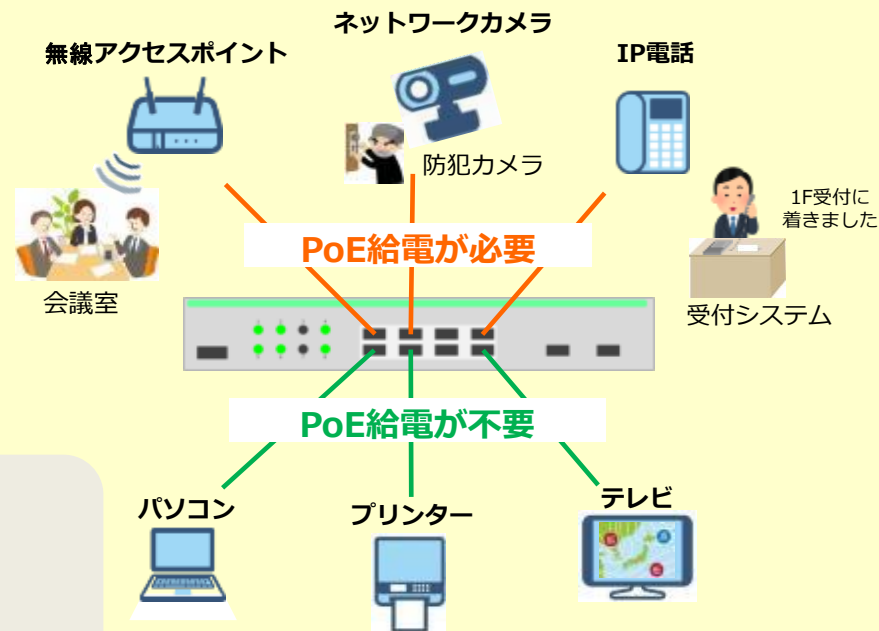 ネットワークカメラ
無線アクセスポイント
IP電話
防犯カメラ
1F受付に
着きました
PoE給電が必要
会議室
受付システム
PoE給電が不要
パソコン
プリンター
テレビ